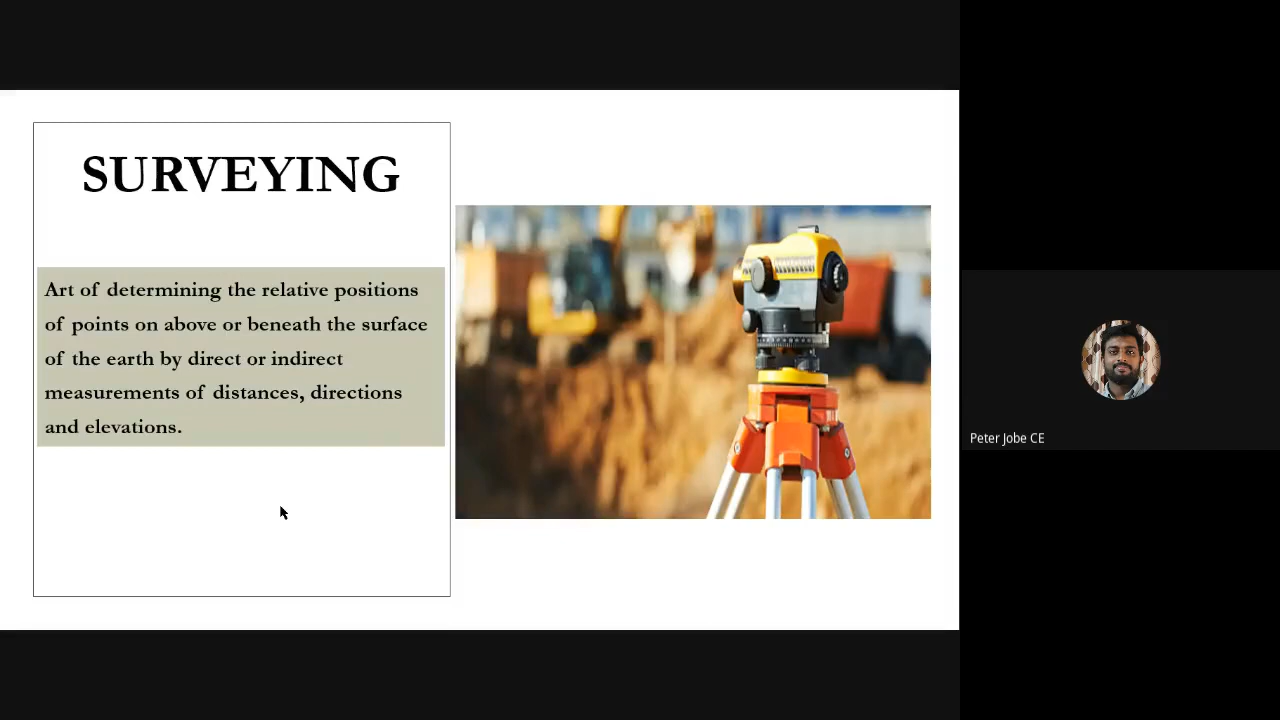 SURVEYING
Art of determining the relative positions
of points on above or beneath the surface
of the earth by direct or indirect
measurements of distances, directions
and elevations.
Peter Jobe CE